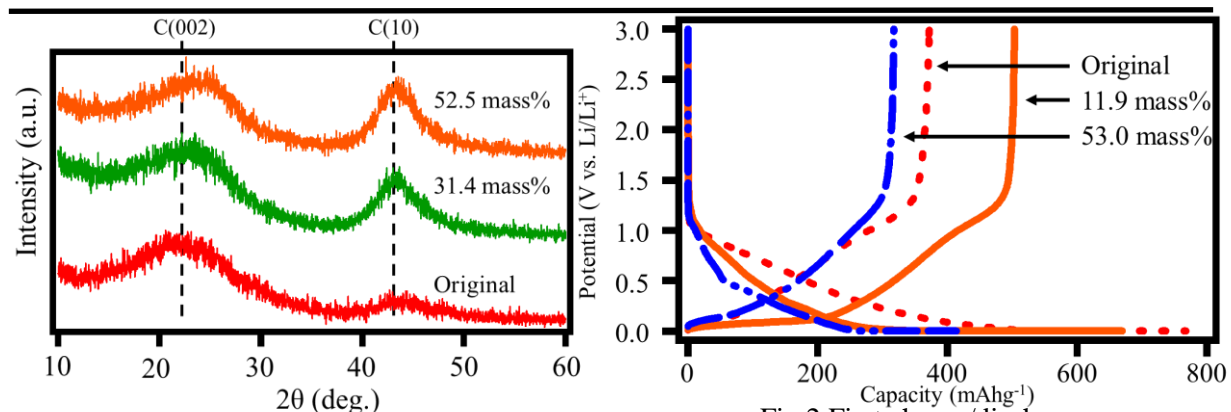 C(002) C(10)
52.5 mass%
31.4 mass%
Original
Intensity (a.u.)
10 20 30 40 50 60
2θ (deg.)
3.0
2.5
2.0
1.5
1.0
0.5
0.0
Potential (V vs. Li/Li⁺)
Original
11.9 mass%
53.0 mass%
0 200 400 600 800
Capacity (mAhg⁻¹)